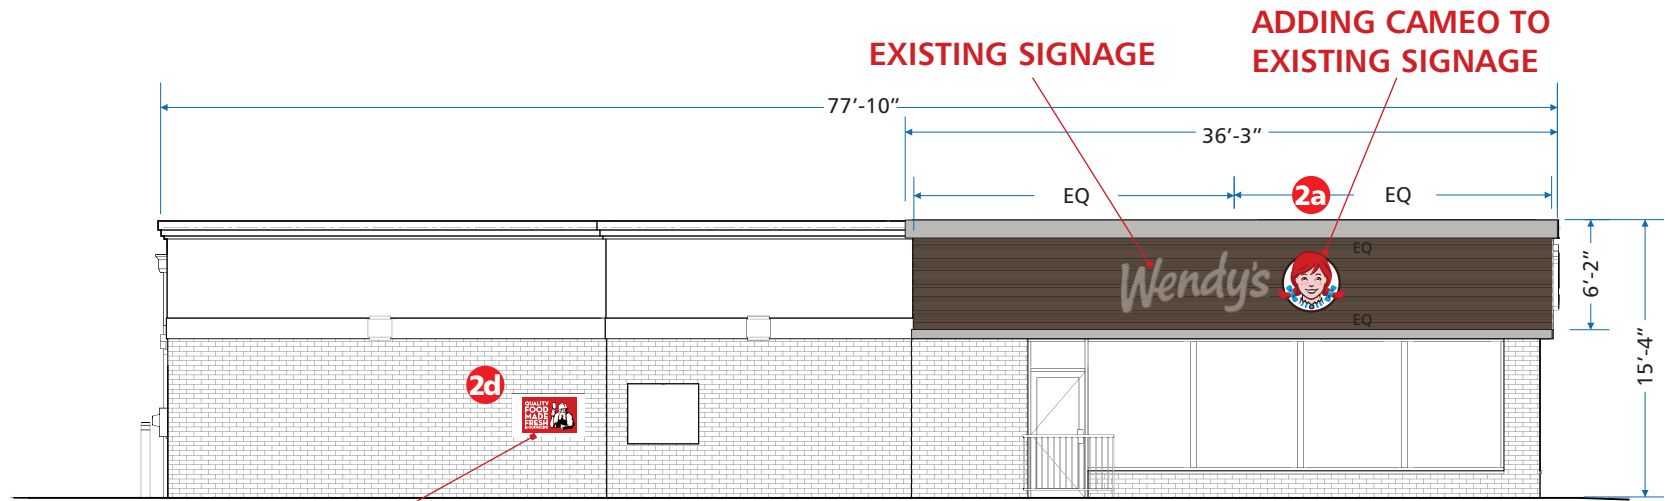 ADDING CAMEO TO
EXISTING SIGNAGE
EXISTING SIGNAGE
77’-10”
36’-3”
EQ
2a
EQ
EQ
Wendy's
EQ
6’-2”
15’-4”
2d
QUALITY
FOOD
MADE
FRESH